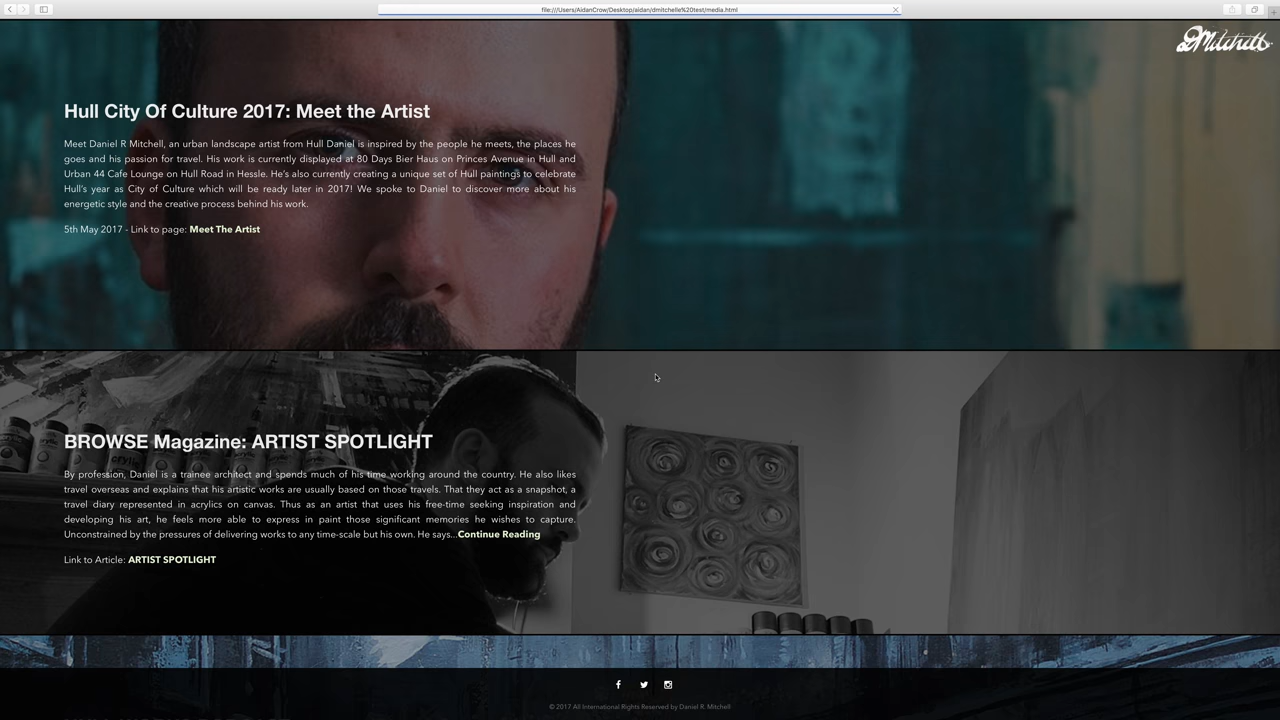 file:///Users/AidanCrow/Desktop/aidan/dmitchelle%20test/media.html
DMitchell
Hull City Of Culture 2017: Meet the Artist
Meet Daniel R Mitchell, an urban landscape artist from Hull Daniel is inspired by the people he meets, the places he
goes and his passion for travel. His work is currently displayed at 80 Days Bier Haus on Princes Avenue in Hull and
Urban 44 Cafe Lounge on Hull Road in Hessle. He's also currently creating a unique set of Hull paintings to celebrate
Hull's year as City of Culture which will be ready later in 2017! We spoke to Daniel to discover more about his
energetic style and the creative process behind his work.
5th May 2017 - Link to page: Meet The Artist
BROWSE Magazine: ARTIST SPOTLIGHT
By profession, Daniel is a trainee architect and spends much of his time working around the country. He also likes
travel overseas and explains that his artistic works are usually based on those travels. That they act as a snapshot, a
travel diary represented in acrylics on canvas. Thus as an artist that uses his free-time seeking inspiration and
developing his art, he feels more able to express in paint those significant memories he wishes to capture.
Unconstrained by the pressures of delivering works to any time-scale but his own. He says...Continue Reading
Link to Article: ARTIST SPOTLIGHT
© 2017 All International Rights Reserved by Daniel R. Mitchell